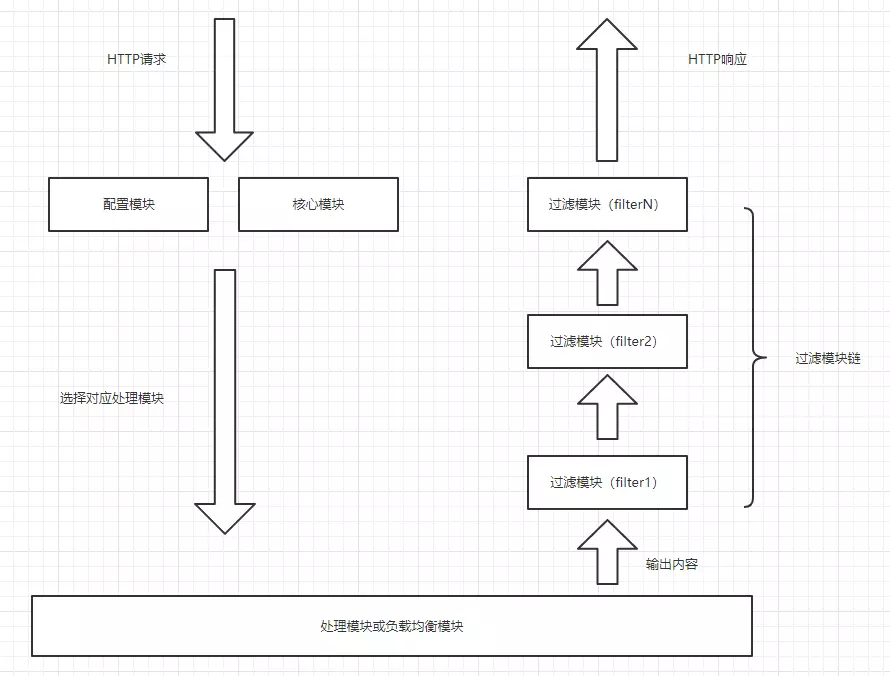 HTTP请求
HTTP响应
配置模块
核心模块
过滤模块（filterN）
过滤模块（filter2）
过滤模块链
选择对应处理模块
过滤模块（filter1）
输出内容
处理模块或负载均衡模块